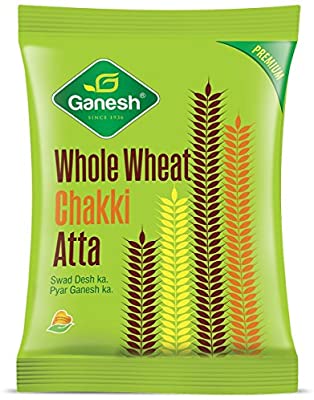 PREMIUM
Ganesh®
SINCE 1936
Whole Wheat
Chakki
Atta
Swad Desh ka.
Pyar Ganesh ka.